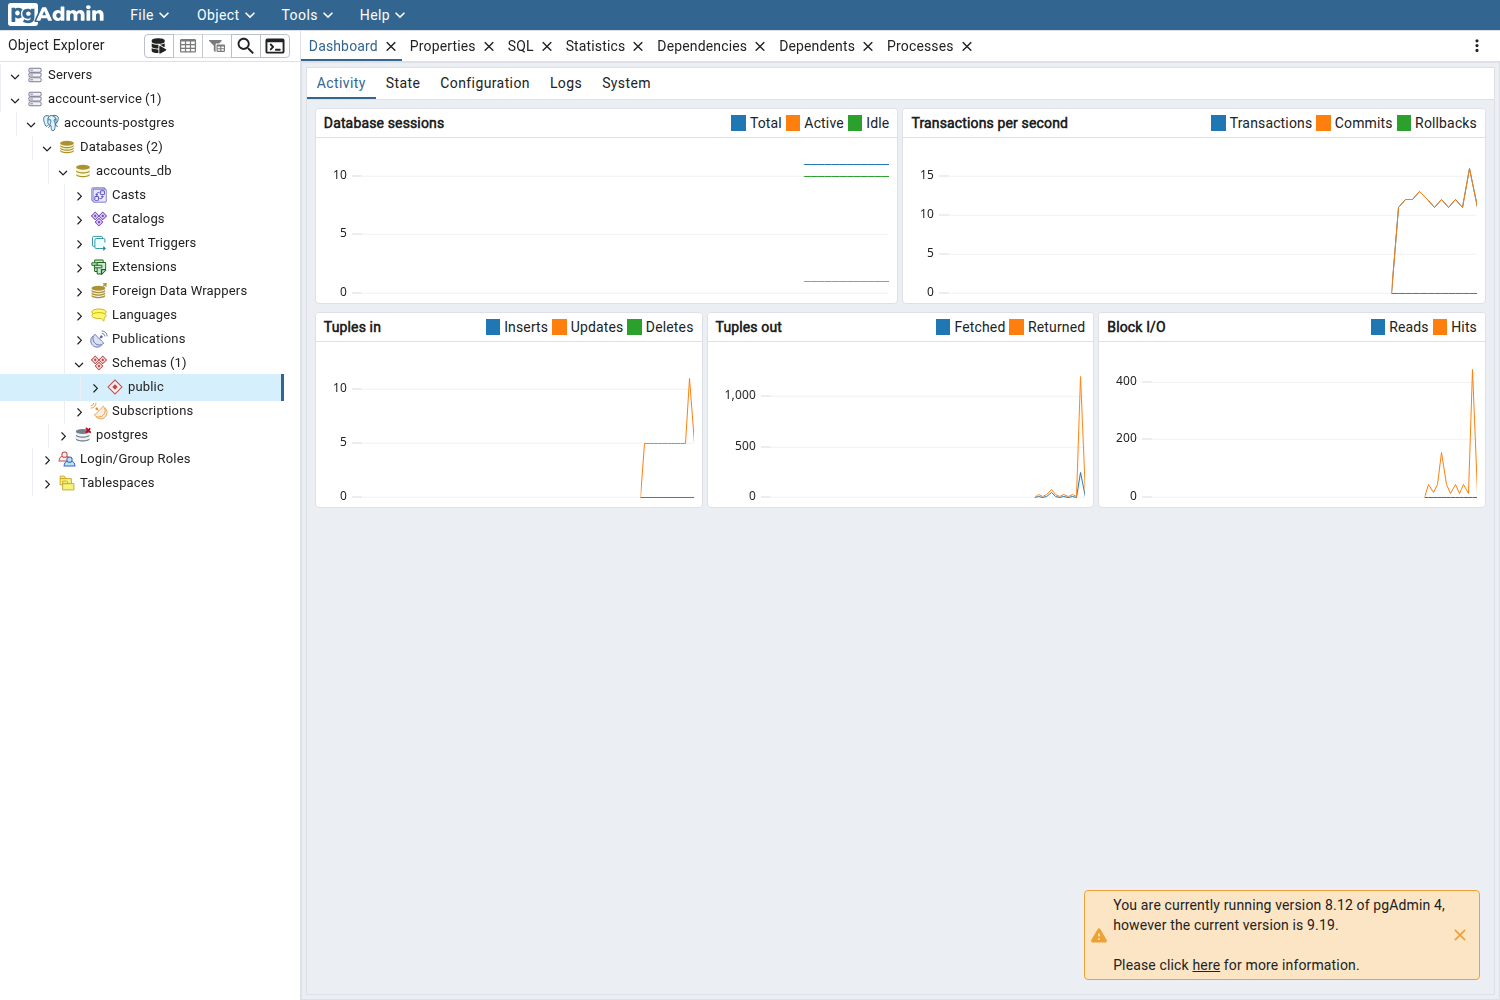 pgAdmin File Object Tools Help
Object Explorer
Dashboard Properties SQL Statistics Dependencies Dependents Processes
Servers
account-service (1)
accounts-postgres
Databases (2)
accounts_db
Casts
Catalogs
Event Triggers
Extensions
Foreign Data Wrappers
Languages
Publications
Schemas (1)
public
Subscriptions
postgres
Login/Group Roles
Tablespaces
Activity State Configuration Logs System
Database sessions Total Active Idle
10
5
0
Transactions per second Transactions Commits Rollbacks
15
10
5
0
Tuples in Inserts Updates Deletes
10
5
0
Tuples out Fetched Returned
1,000
500
0
Block I/O Reads Hits
400
200
0
You are currently running version 8.12 of pgAdmin 4,
however the current version is 9.19.
Please click here for more information.